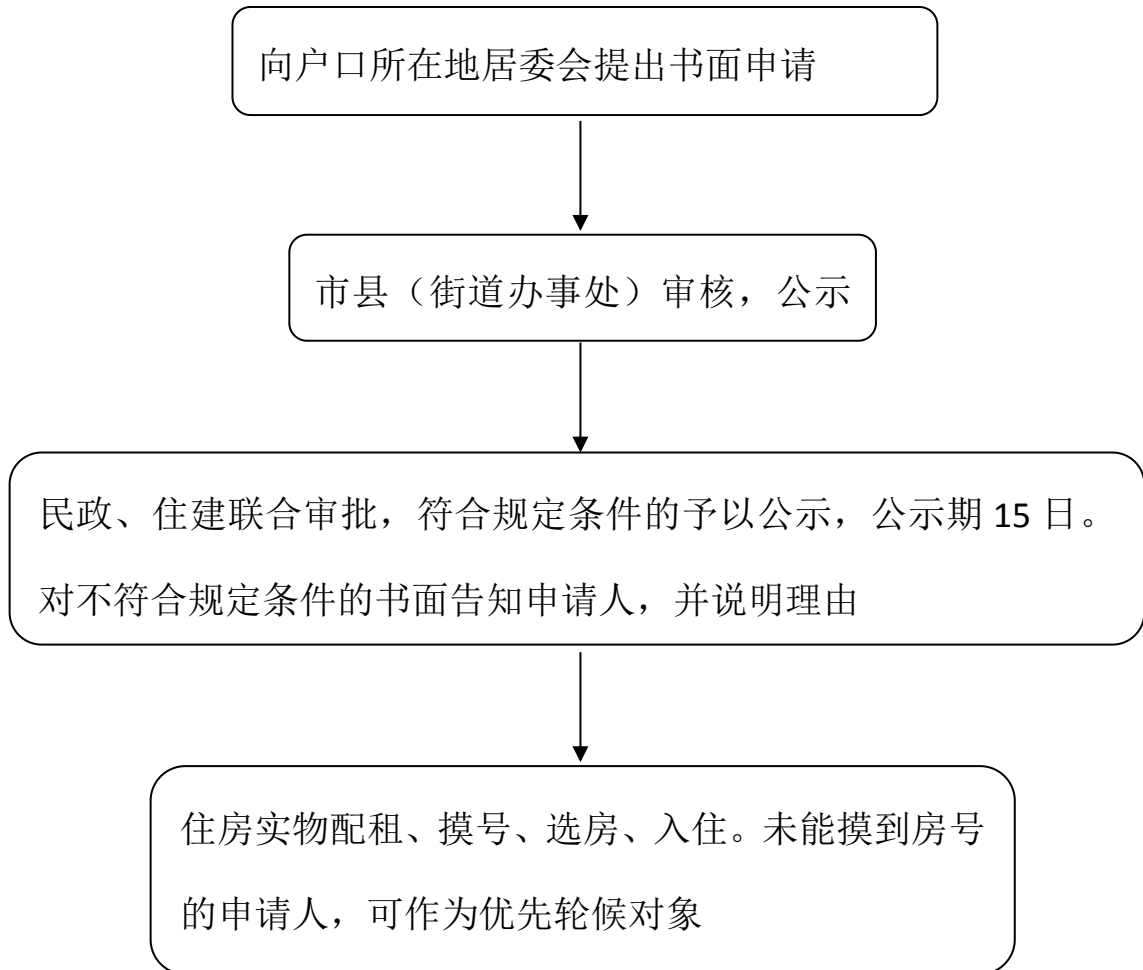 向户口所在地居委会提出书面申请
市县（街道办事处）审核，公示
民政、住建联合审批，符合规定条件的予以公示，公示期 15 日。
对不符合规定条件的书面告知申请人，并说明理由
住房实物配租、摸号、选房、入住。未能摸到房号
的申请人，可作为优先轮候对象